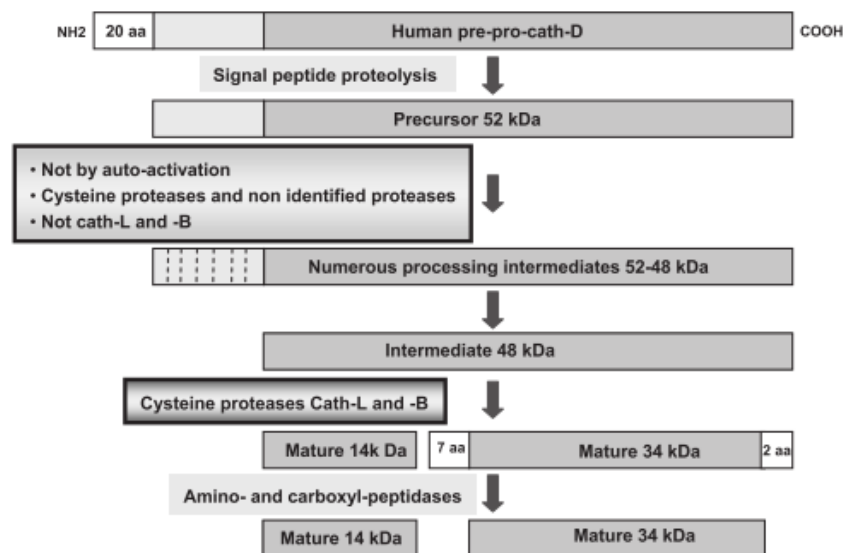 NH2 20 aa Human pre-pro-cath-D COOH
Signal peptide proteolysis
Precursor 52 kDa
• Not by auto-activation
• Cysteine proteases and non identified proteases
• Not cath-L and -B
Numerous processing intermediates 52-48 kDa
Intermediate 48 kDa
Cysteine proteases Cath-L and -B
Mature 14k Da 7 aa Mature 34 kDa 2 aa
Amino- and carboxyl-peptidases
Mature 14 kDa Mature 34 kDa